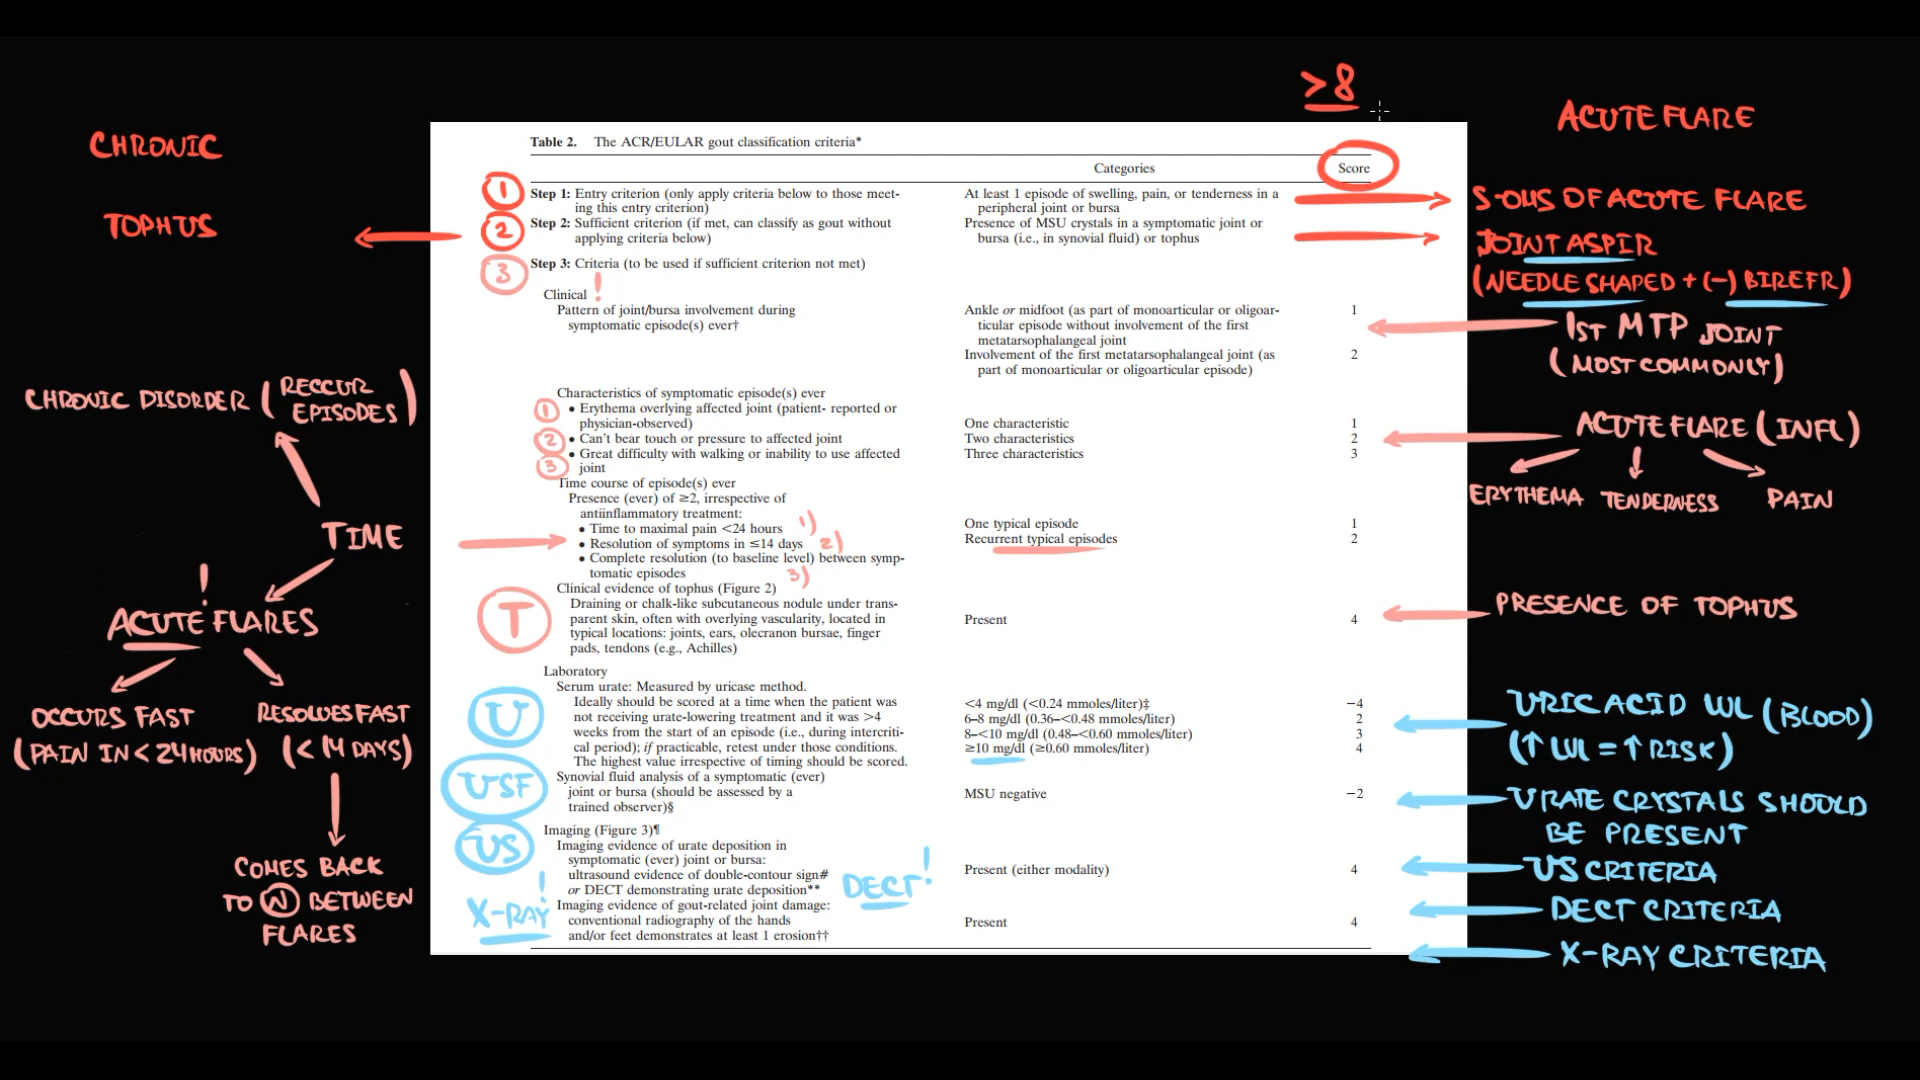 >8
CHRONIC
TOPHUS
CHRONIC DISORDER (RECCUR
EPISODES)
TIME
ACUTE FLARES
!
OCCURS FAST
(PAIN IN < 24 HOURS)
RESOLVES FAST
(< 14 DAYS)
COMES BACK
TO N BETWEEN
FLARES
Table 2. The ACR/EULAR gout classification criteria*
Categories
Score
1
Step 1: Entry criterion (only apply criteria below to those meet-
ing this entry criterion)
At least 1 episode of swelling, pain, or tenderness in a
peripheral joint or bursa
2
Step 2: Sufficient criterion (if met, can classify as gout without
applying criteria below)
Presence of MSU crystals in a symptomatic joint or
bursa (i.e., in synovial fluid) or tophus
3
Step 3: Criteria (to be used if sufficient criterion not met)
Clinical !
Pattern of joint/bursa involvement during
symptomatic episode(s) ever†
Ankle or midfoot (as part of monoarticular or oligoar-
ticular episode without involvement of the first
metatarsophalangeal joint
1
Involvement of the first metatarsophalangeal joint (as
part of monoarticular or oligoarticular episode)
2
Characteristics of symptomatic episode(s) ever
1
• Erythema overlying affected joint (patient- reported or
physician-observed)
One characteristic 1
2
• Can't bear touch or pressure to affected joint
Two characteristics 2
3
• Great difficulty with walking or inability to use affected
joint
Three characteristics 3
Time course of episode(s) ever
Presence (ever) of ≥2, irrespective of
antiinflammatory treatment:
• Time to maximal pain <24 hours 1)
One typical episode 1
• Resolution of symptoms in ≤14 days 2)
Recurrent typical episodes 2
• Complete resolution (to baseline level) between symp-
tomatic episodes 3)
T
Clinical evidence of tophus (Figure 2)
Draining or chalk-like subcutaneous nodule under trans-
parent skin, often with overlying vascularity, located in
typical locations: joints, ears, olecranon bursae, finger
pads, tendons (e.g., Achilles)
Present 4
Laboratory
U
Serum urate: Measured by uricase method.
Ideally should be scored at a time when the patient was
not receiving urate-lowering treatment and it was >4
weeks from the start of an episode (i.e., during intercriti-
cal period); if practicable, retest under those conditions.
The highest value irrespective of timing should be scored.
<4 mg/dl (<0.24 mmoles/liter)‡ −4
6–8 mg/dl (0.36–<0.48 mmoles/liter) 2
8–<10 mg/dl (0.48–<0.60 mmoles/liter) 3
≥10 mg/dl (≥0.60 mmoles/liter) 4
USF
Synovial fluid analysis of a symptomatic (ever)
joint or bursa (should be assessed by a
trained observer)§
MSU negative −2
US
Imaging (Figure 3)¶
Imaging evidence of urate deposition in
symptomatic (ever) joint or bursa:
ultrasound evidence of double-contour sign#
or DECT demonstrating urate deposition**
Present (either modality) 4
DECT!
X-RAY!
Imaging evidence of gout-related joint damage:
conventional radiography of the hands
and/or feet demonstrates at least 1 erosion††
Present 4
ACUTE FLARE
S-OMS OF ACUTE FLARE
JOINT ASPIR
(NEEDLE SHAPED + (-) BIREFR)
1ST MTP JOINT
(MOST COMMONLY)
ACUTE FLARE (INFL)
ERYTHEMA TENDERNESS PAIN
PRESENCE OF TOPHUS
URIC ACID LVL (BLOOD)
(↑ LVL = ↑ RISK)
URATE CRYSTALS SHOULD
BE PRESENT
US CRITERIA
DECT CRITERIA
X-RAY CRITERIA